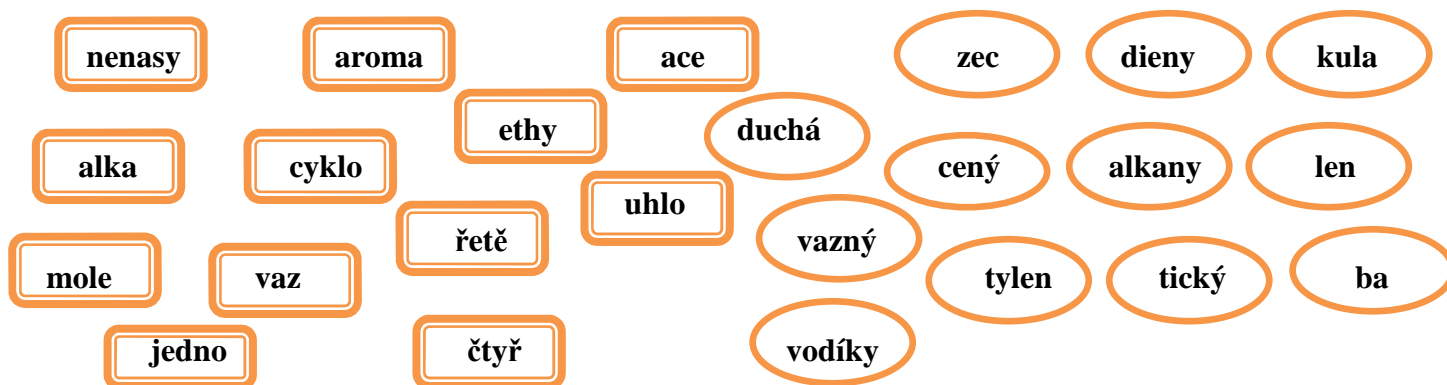 nenasy
aroma
ace
zec
dieny
kula
ethy
duchá
alka
cyklo
cený
alkany
len
uhlo
řetě
vazný
mole
vaz
tylen
tický
ba
jedno
čtyř
vodíky